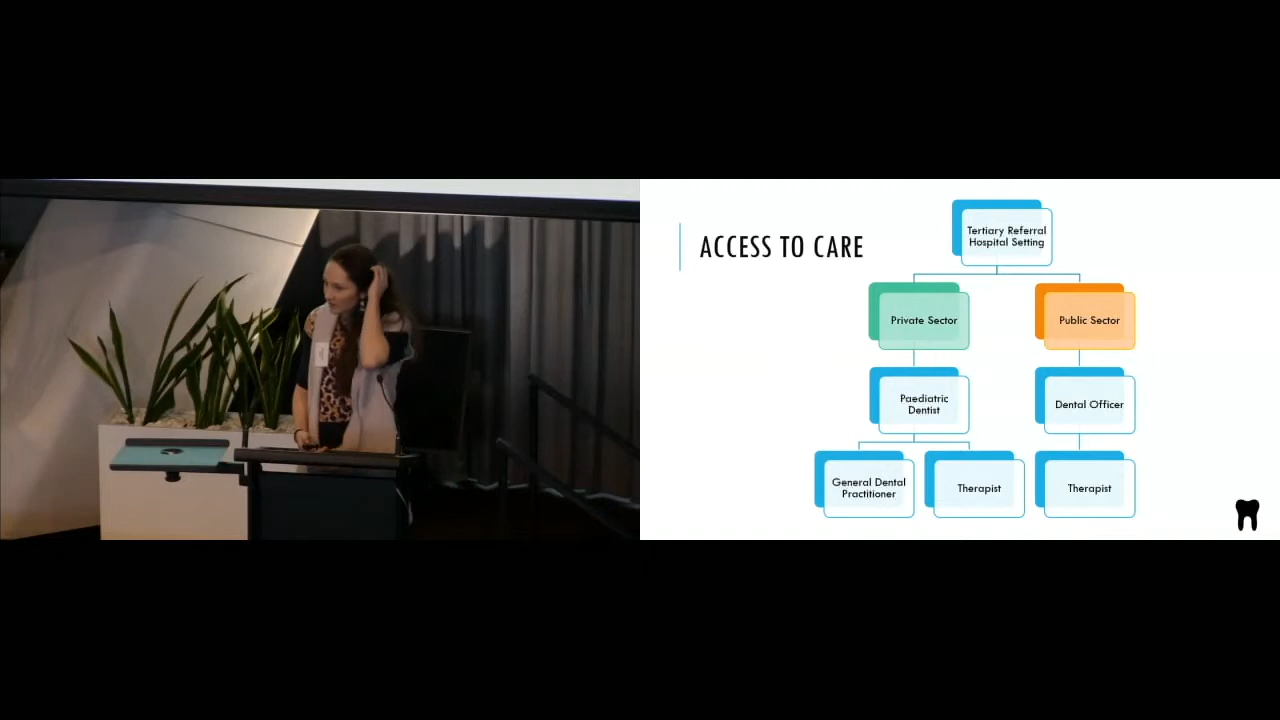 ACCESS TO CARE
Tertiary Referral
Hospital Setting
Private Sector
Public Sector
Paediatric
Dentist
Dental Officer
General Dental
Practitioner
Therapist
Therapist